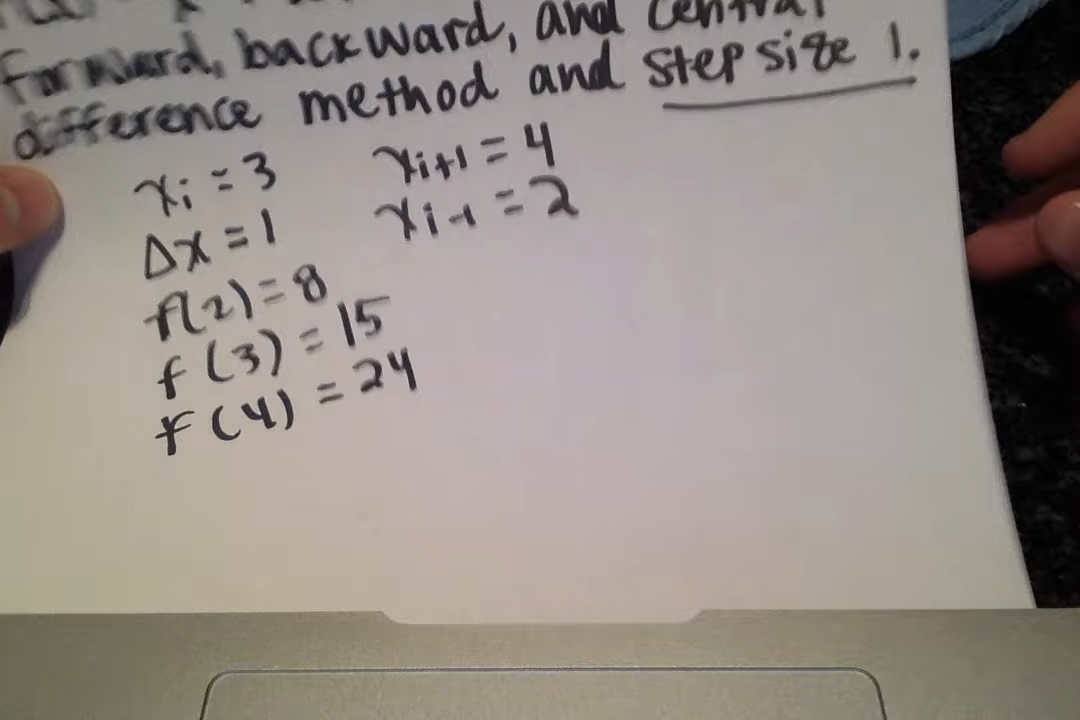 forward, backward, and central
difference method and step size 1.
xi = 3 xi+1 = 4
Δx = 1 xi-1 = 2
f(2) = 8
f(3) = 15
f(4) = 24